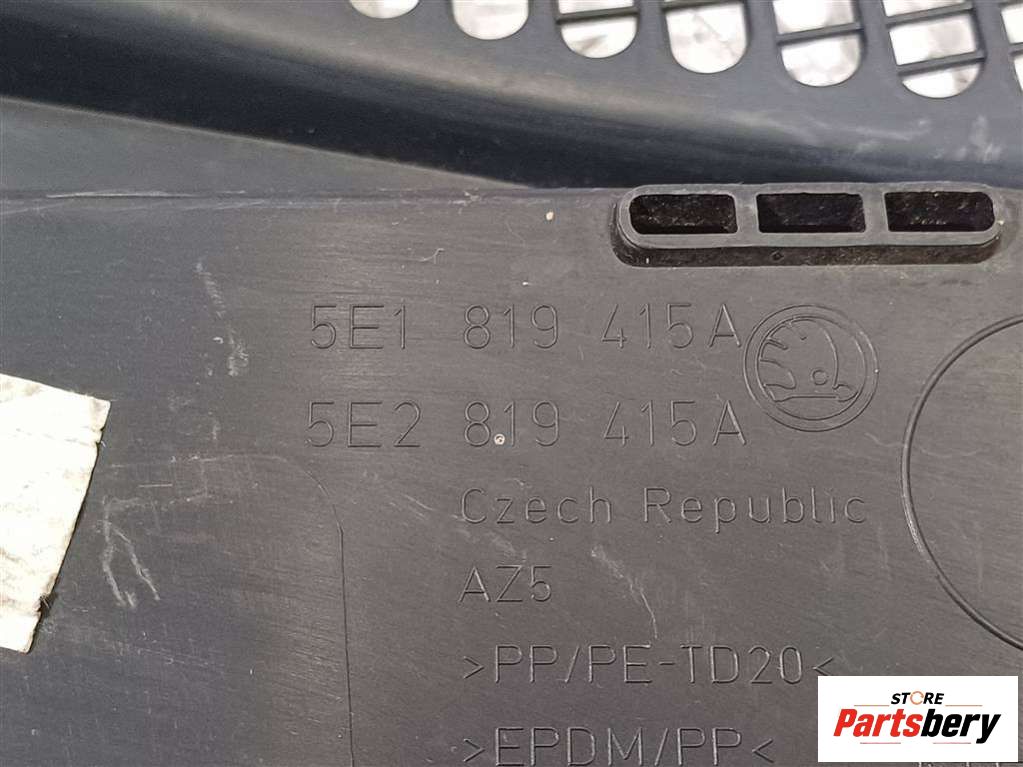 5E1 819 415A
5E2 819 415A
Czech Republic
AZ5
>PP/PE-TD20<
>EPDM/PP<
STORE
Partsbery